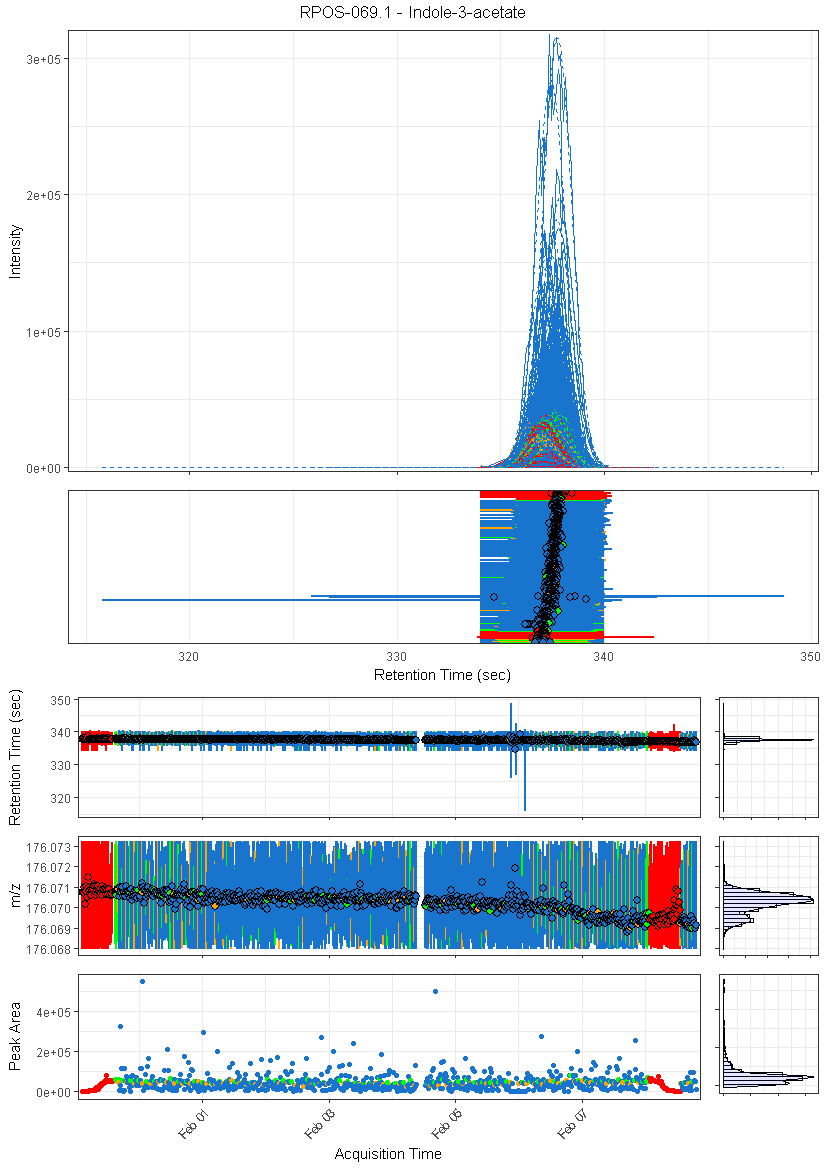 RPOS-069.1 - Indole-3-acetate
3e+05
2e+05
1e+05
0e+00
Intensity
320
330
340
350
Retention Time (sec)
350
340
330
320
Retention Time (sec)
176.073
176.072
176.071
176.070
176.069
176.068
m/z
4e+05
2e+05
0e+00
Peak Area
Feb 01
Feb 03
Feb 05
Feb 07
Acquisition Time